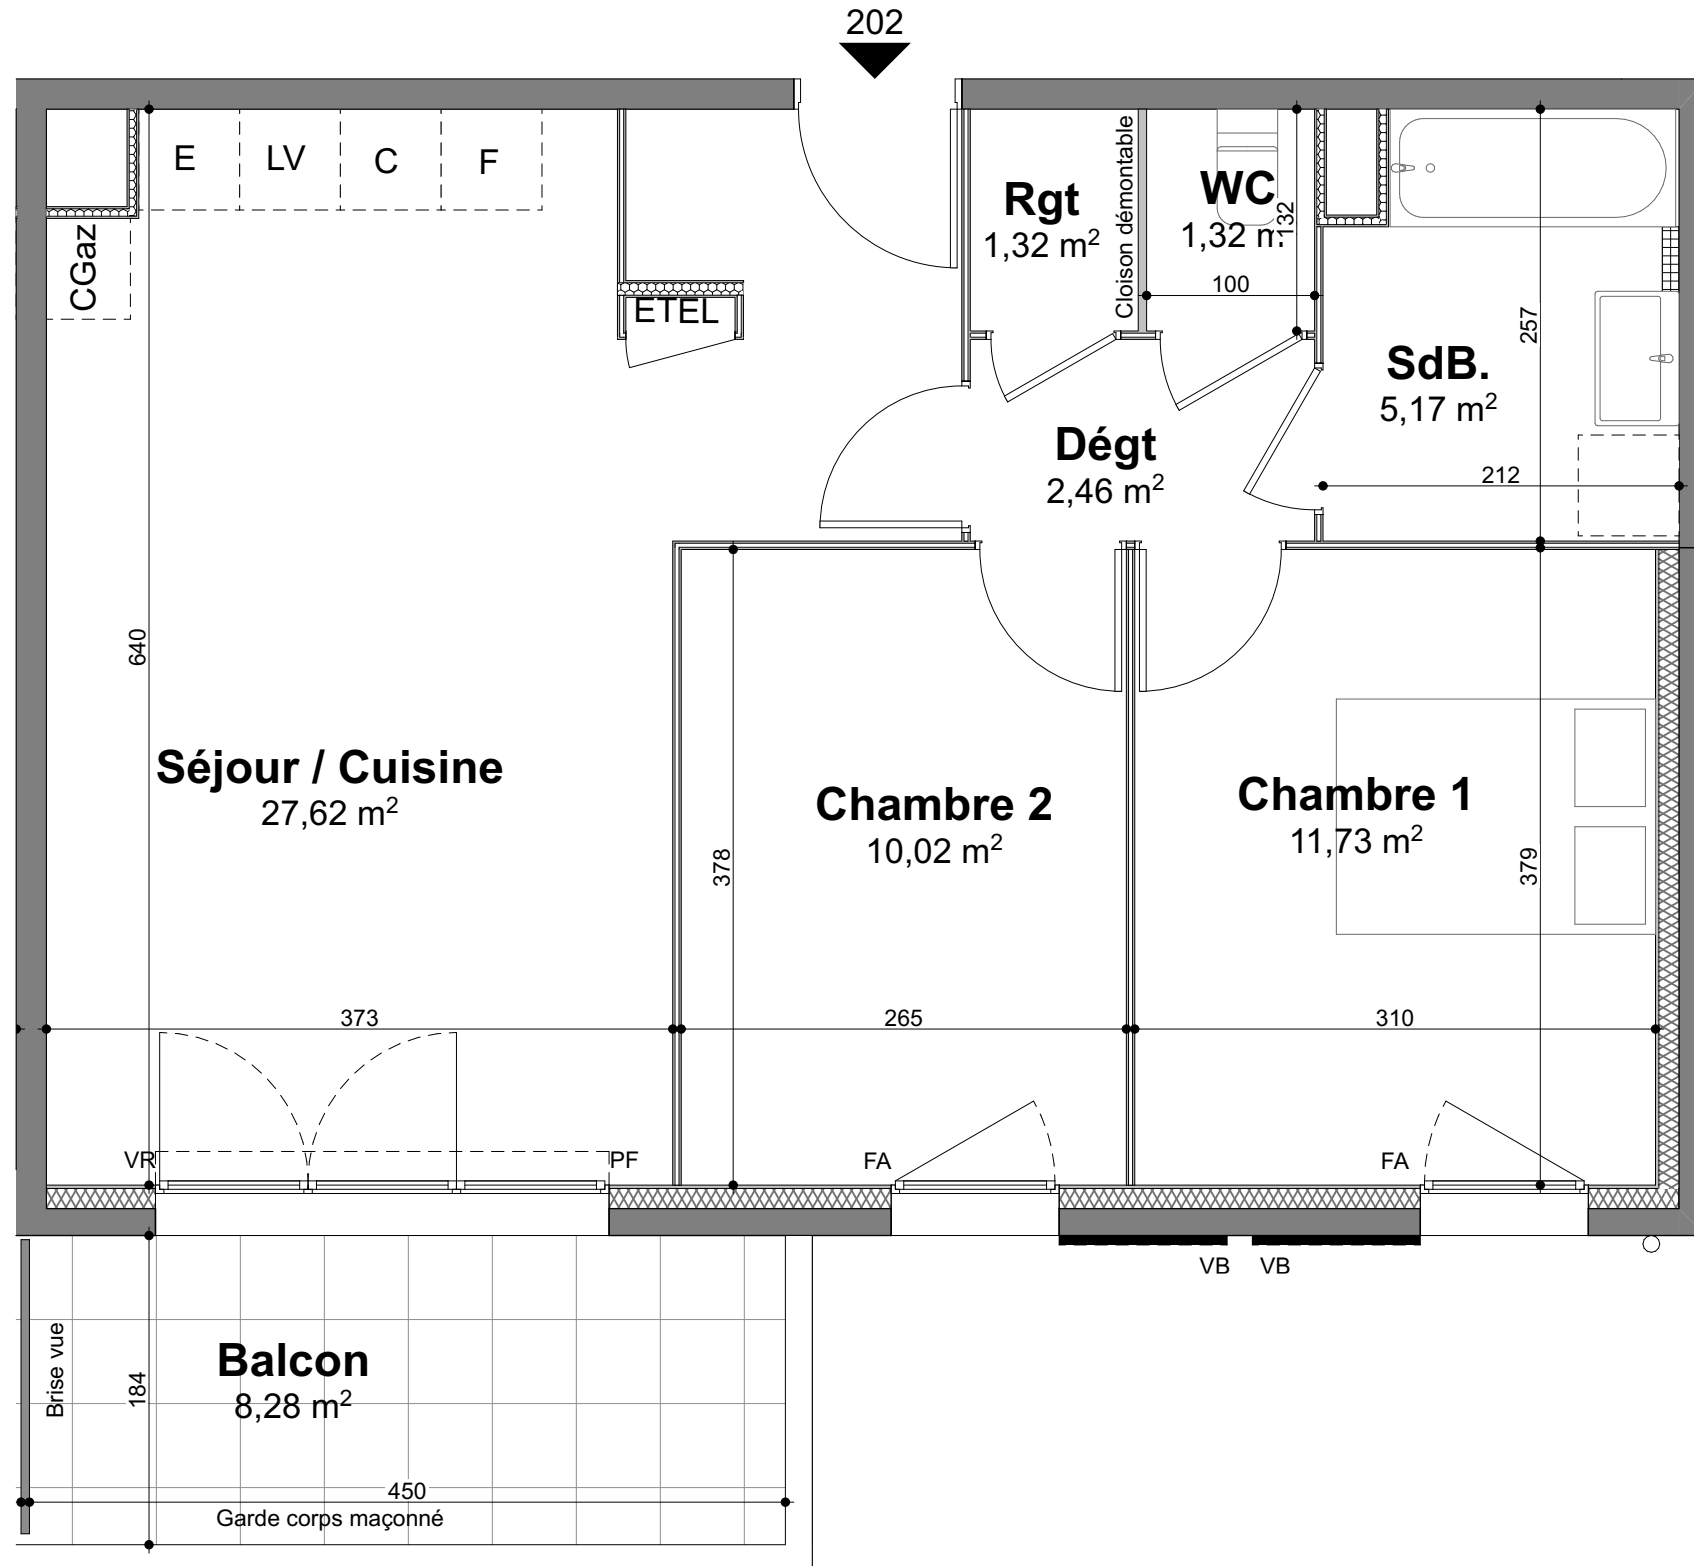 202
E
LV
C
F
CGaz
ETEL
Rgt
1,32 m²
Cloison démontable
WC
1,32 m
132
100
257
SdB.
5,17 m²
212
Dégt
2,46 m²
640
Séjour / Cuisine
27,62 m²
Chambre 2
10,02 m²
378
Chambre 1
11,73 m²
379
373
265
310
VR
PF
FA
FA
VB
VB
Brise vue
184
Balcon
8,28 m²
450
Garde corps maçonné